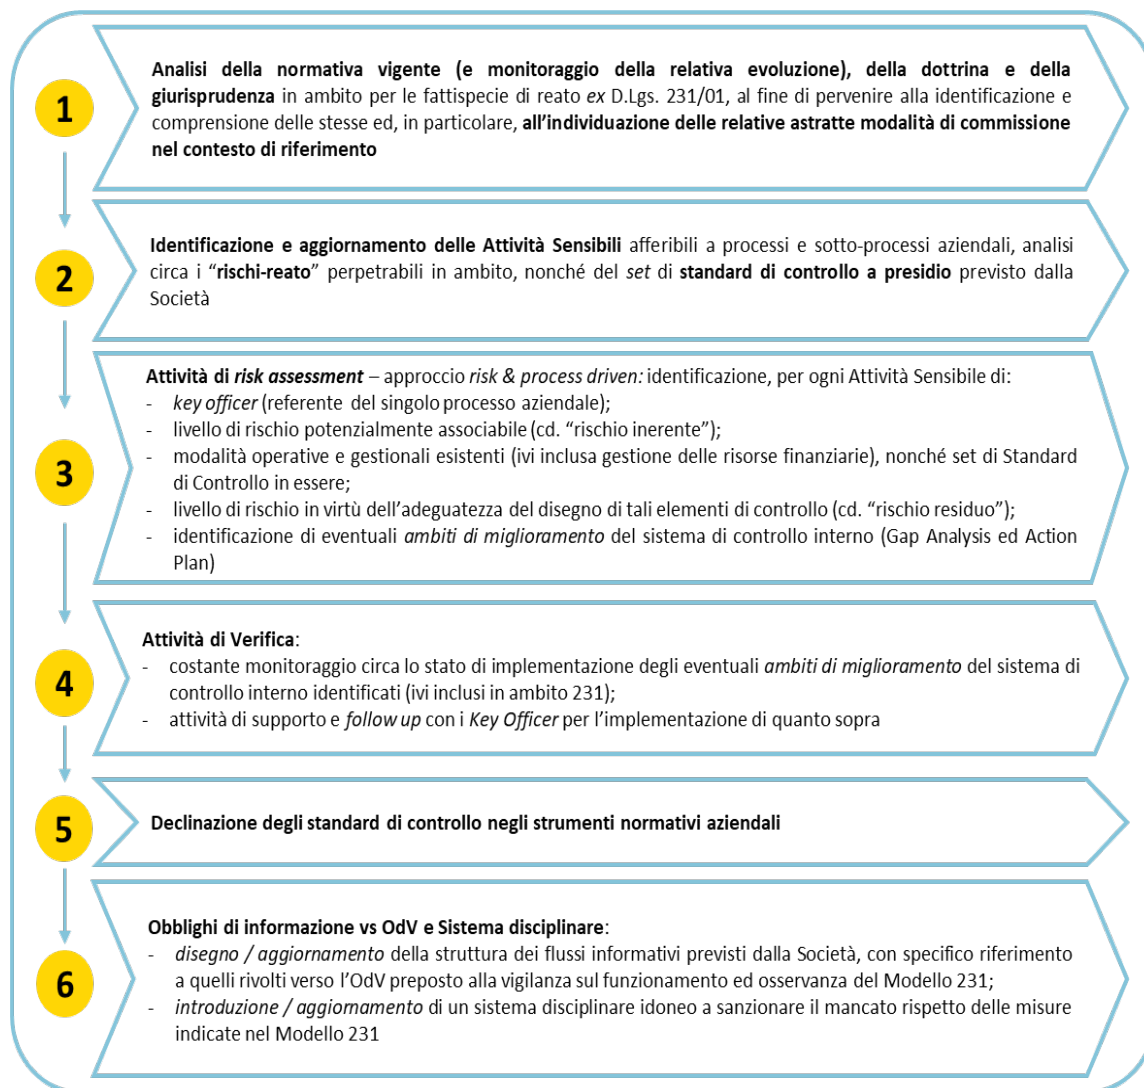 1
Analisi della normativa vigente (e monitoraggio della relativa evoluzione), della dottrina e della
giurisprudenza in ambito per le fattispecie di reato ex D.Lgs. 231/01, al fine di pervenire alla identificazione e
comprensione delle stesse ed, in particolare, all’individuazione delle relative astratte modalità di commissione
nel contesto di riferimento
2
Identificazione e aggiornamento delle Attività Sensibili afferibili a processi e sotto-processi aziendali, analisi
circa i “rischi-reato” perpetrabili in ambito, nonché del set di standard di controllo a presidio previsto dalla
Società
3
Attività di risk assessment – approccio risk & process driven: identificazione, per ogni Attività Sensibile di:
- key officer (referente del singolo processo aziendale);
- livello di rischio potenzialmente associabile (cd. “rischio inerente”);
- modalità operative e gestionali esistenti (ivi inclusa gestione delle risorse finanziarie), nonché set di Standard
di Controllo in essere;
- livello di rischio in virtù dell’adeguatezza del disegno di tali elementi di controllo (cd. “rischio residuo”);
- identificazione di eventuali ambiti di miglioramento del sistema di controllo interno (Gap Analysis ed Action
Plan)
4
Attività di Verifica:
- costante monitoraggio circa lo stato di implementazione degli eventuali ambiti di miglioramento del sistema di
controllo interno identificati (ivi inclusi in ambito 231);
- attività di supporto e follow up con i Key Officer per l’implementazione di quanto sopra
5
Declinazione degli standard di controllo negli strumenti normativi aziendali
6
Obblighi di informazione vs OdV e Sistema disciplinare:
- disegno / aggiornamento della struttura dei flussi informativi previsti dalla Società, con specifico riferimento
a quelli rivolti verso l’OdV preposto alla vigilanza sul funzionamento ed osservanza del Modello 231;
- introduzione / aggiornamento di un sistema disciplinare idoneo a sanzionare il mancato rispetto delle misure
indicate nel Modello 231